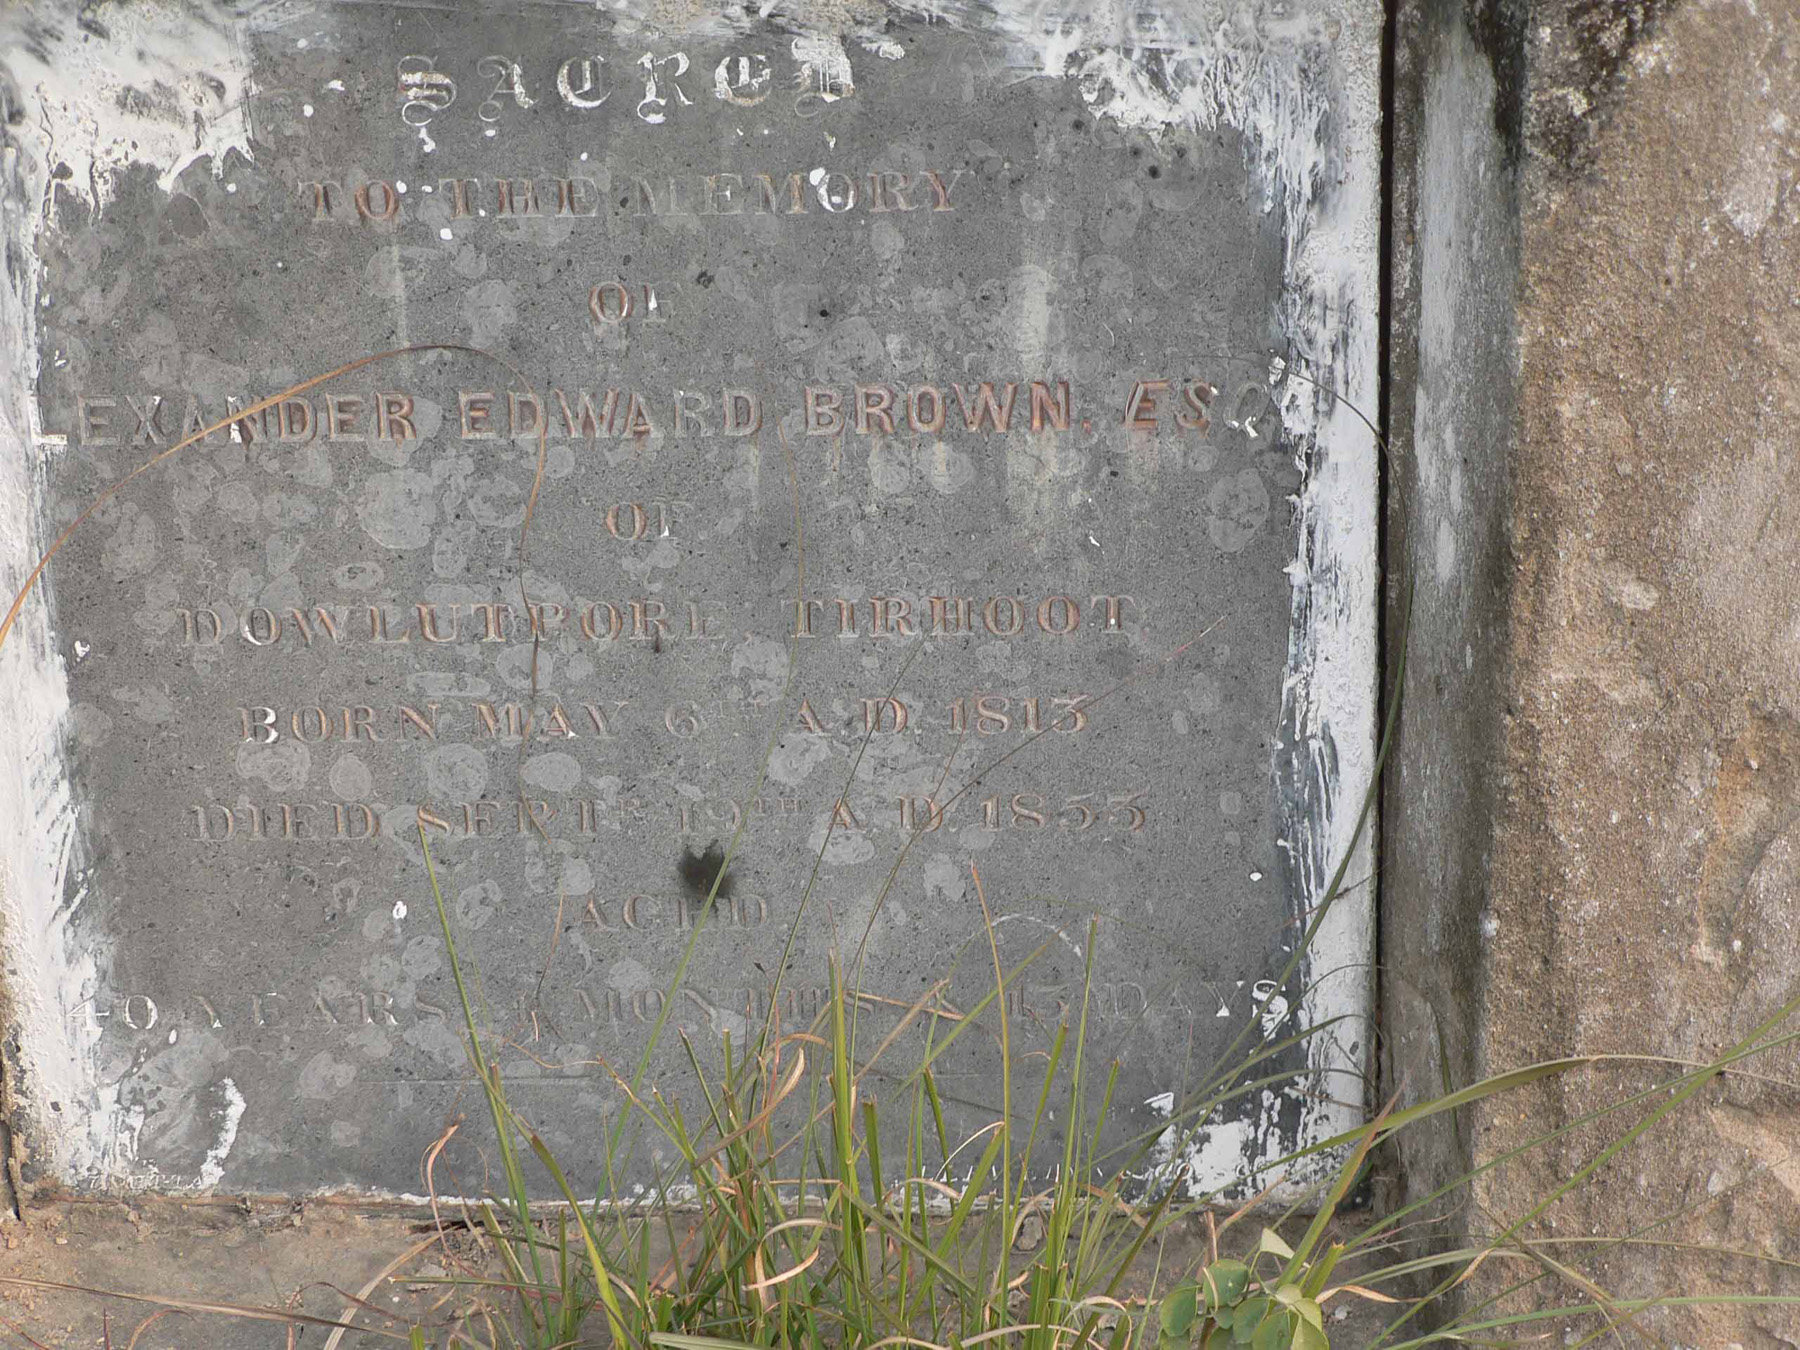 SACRED
TO THE MEMORY
OF
LEXANDER EDWARD BROWN, ESQ
OF
DOWLUTPORE, TIRHOOT,
BORN MAY 6TH A.D. 1813
DIED SEPTR 19TH A.D. 1853
AGED
40 YEARS 4 MONTHS & 13 DAYS